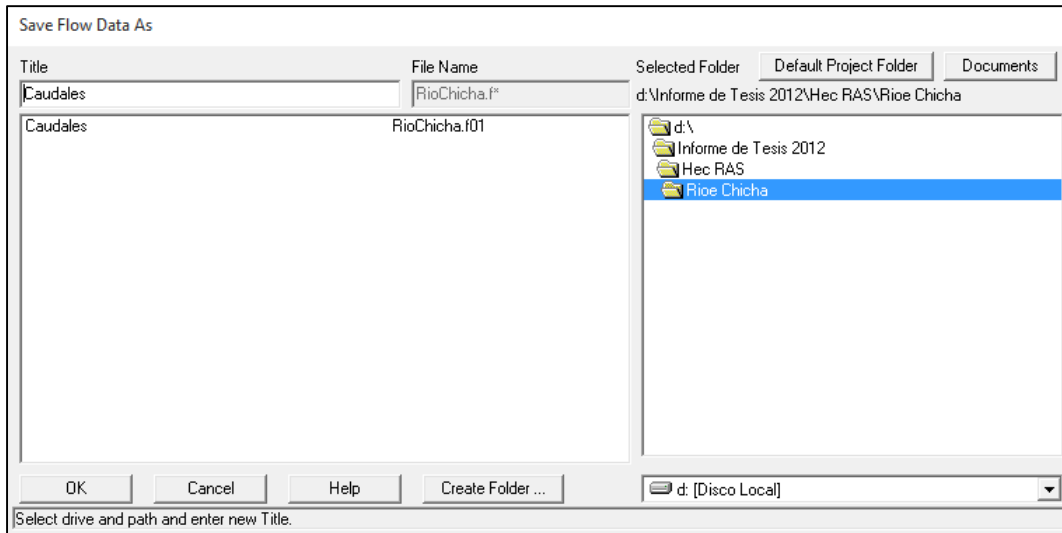 Save Flow Data As
Title File Name Selected Folder Default Project Folder Documents
Caudales RioChicha.f* d:\Informe de Tesis 2012\Hec RAS\Rioe Chicha
Caudales RioChicha.f01
d:\
Informe de Tesis 2012
Hec RAS
Rioe Chicha
OK Cancel Help Create Folder ... d: [Disco Local]
Select drive and path and enter new Title.